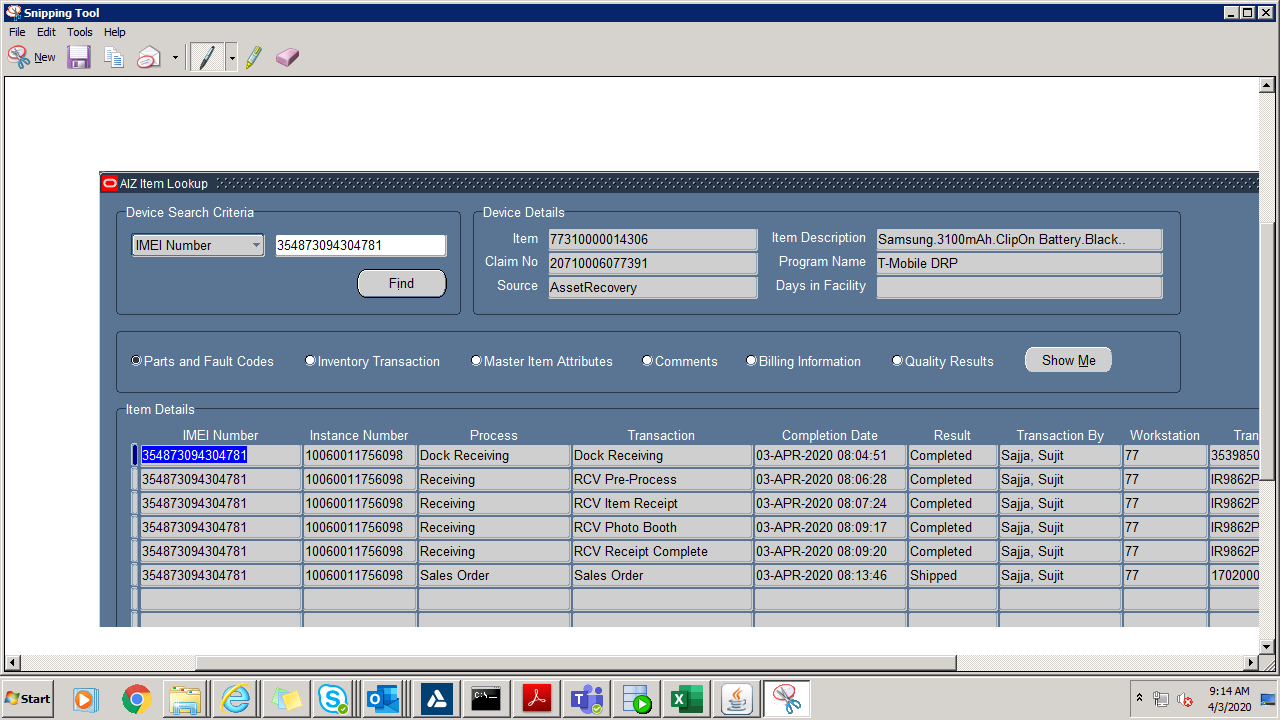 Snipping Tool
File Edit Tools Help
New
AIZ Item Lookup
Device Search Criteria
IMEI Number 354873094304781
Find
Device Details
Item 77310000014306 Item Description Samsung.3100mAh.ClipOn Battery.Black..
Claim No 20710006077391 Program Name T-Mobile DRP
Source AssetRecovery Days in Facility
Parts and Fault Codes Inventory Transaction Master Item Attributes Comments Billing Information Quality Results Show Me
Item Details
IMEI Number Instance Number Process Transaction Completion Date Result Transaction By Workstation Tran
354873094304781 10060011756098 Dock Receiving Dock Receiving 03-APR-2020 08:04:51 Completed Sajja, Sujit 77 3539850
354873094304781 10060011756098 Receiving RCV Pre-Process 03-APR-2020 08:06:28 Completed Sajja, Sujit 77 IR9862P
354873094304781 10060011756098 Receiving RCV Item Receipt 03-APR-2020 08:07:24 Completed Sajja, Sujit 77 IR9862P
354873094304781 10060011756098 Receiving RCV Photo Booth 03-APR-2020 08:09:17 Completed Sajja, Sujit 77 IR9862P
354873094304781 10060011756098 Receiving RCV Receipt Complete 03-APR-2020 08:09:20 Completed Sajja, Sujit 77 IR9862P
354873094304781 10060011756098 Sales Order Sales Order 03-APR-2020 08:13:46 Shipped Sajja, Sujit 77 1702000
Start
9:14 AM
4/3/2020